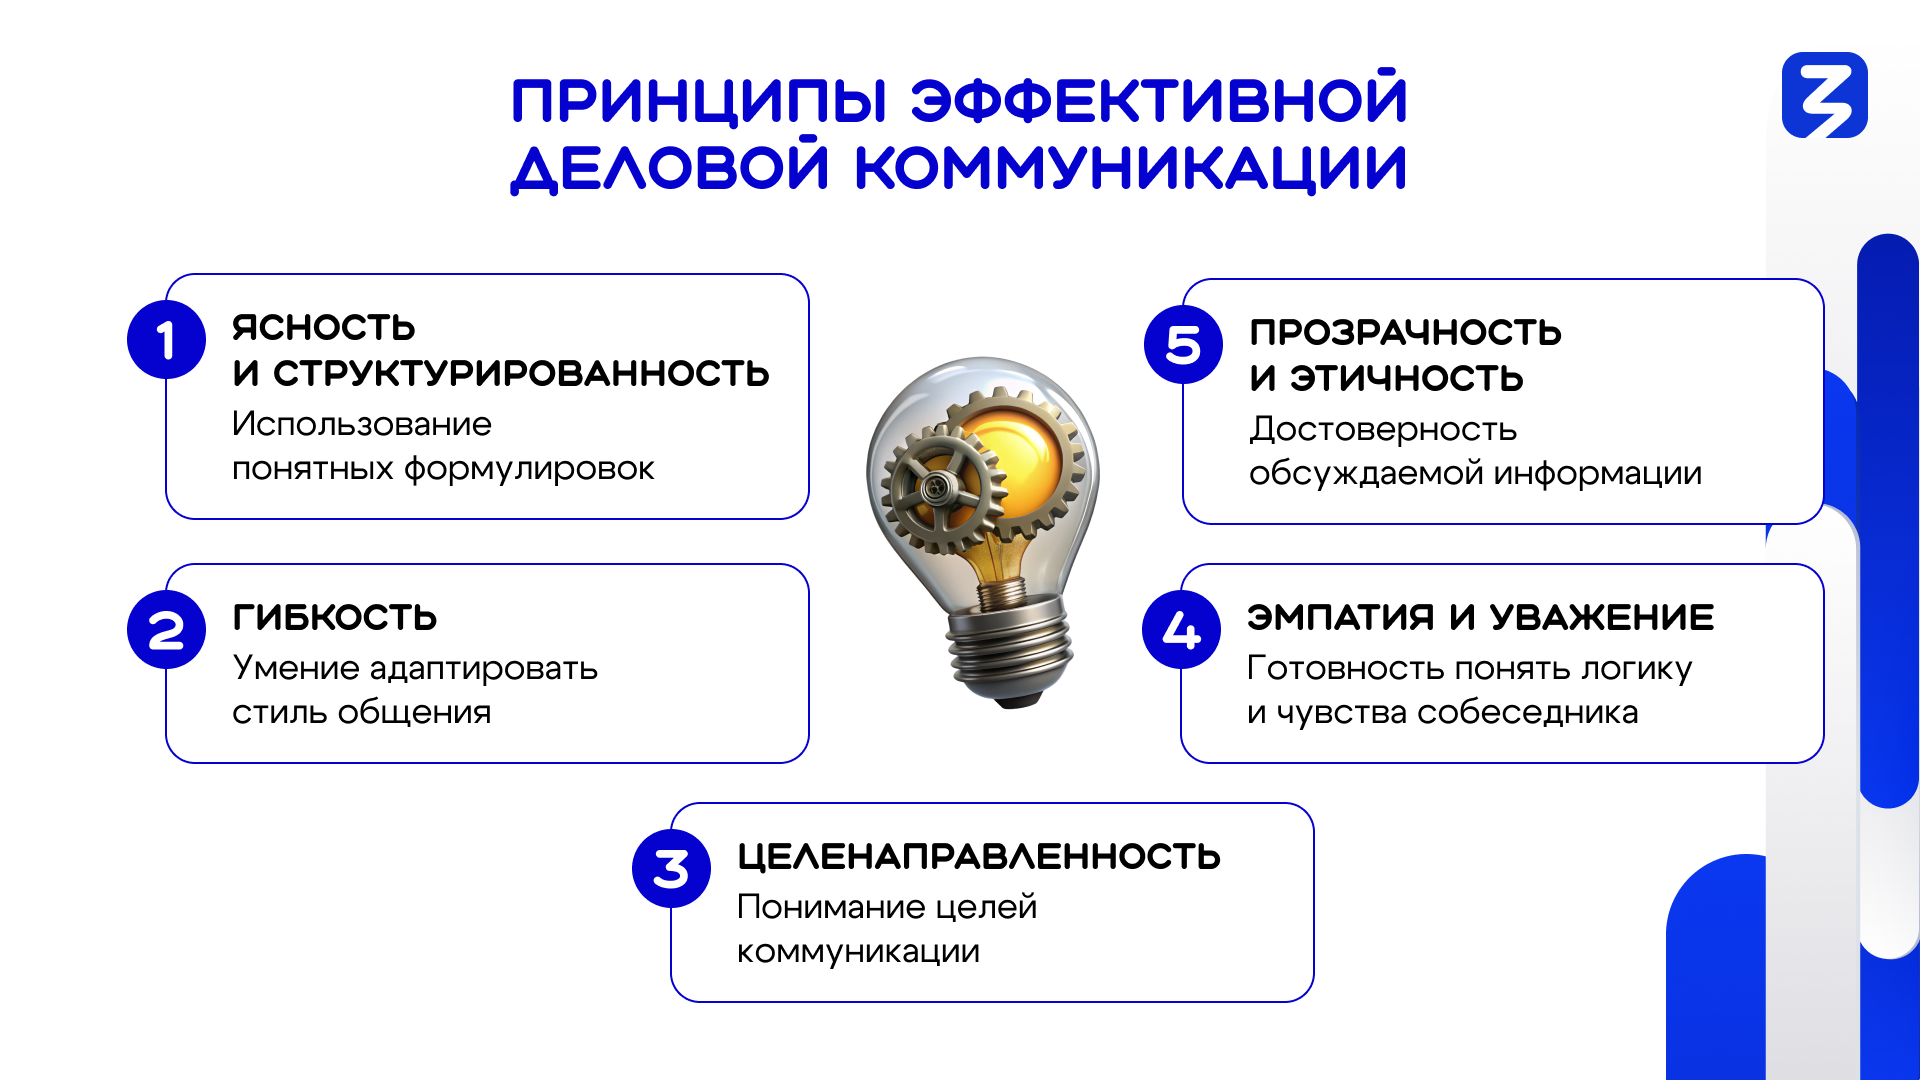 ПРИНЦИПЫ ЭФФЕКТИВНОЙ
ДЕЛОВОЙ КОММУНИКАЦИИ
1
ЯСНОСТЬ
И СТРУКТУРИРОВАННОСТЬ
Использование
понятных формулировок
2
ГИБКОСТЬ
Умение адаптировать
стиль общения
3
ЦЕЛЕНАПРАВЛЕННОСТЬ
Понимание целей
коммуникации
4
ЭМПАТИЯ И УВАЖЕНИЕ
Готовность понять логику
и чувства собеседника
5
ПРОЗРАЧНОСТЬ
И ЭТИЧНОСТЬ
Достоверность
обсуждаемой информации